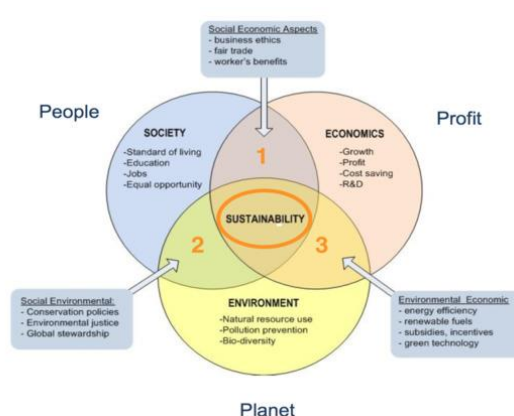 Social Economic Aspects
- business ethics
- fair trade
- worker's benefits
People
Profit
SOCIETY
-Standard of living
-Education
-Jobs
-Equal opportunity
1
ECONOMICS
-Growth
-Profit
-Cost saving
-R&D
SUSTAINABILITY
2
3
Social Environmental:
- Conservation policies
- Environmental justice
- Global stewardship
ENVIRONMENT
-Natural resource use
-Pollution prevention
-Bio-diversity
Environmental Economic
- energy efficiency
- renewable fuels
- subsidies, incentives
- green technology
Planet